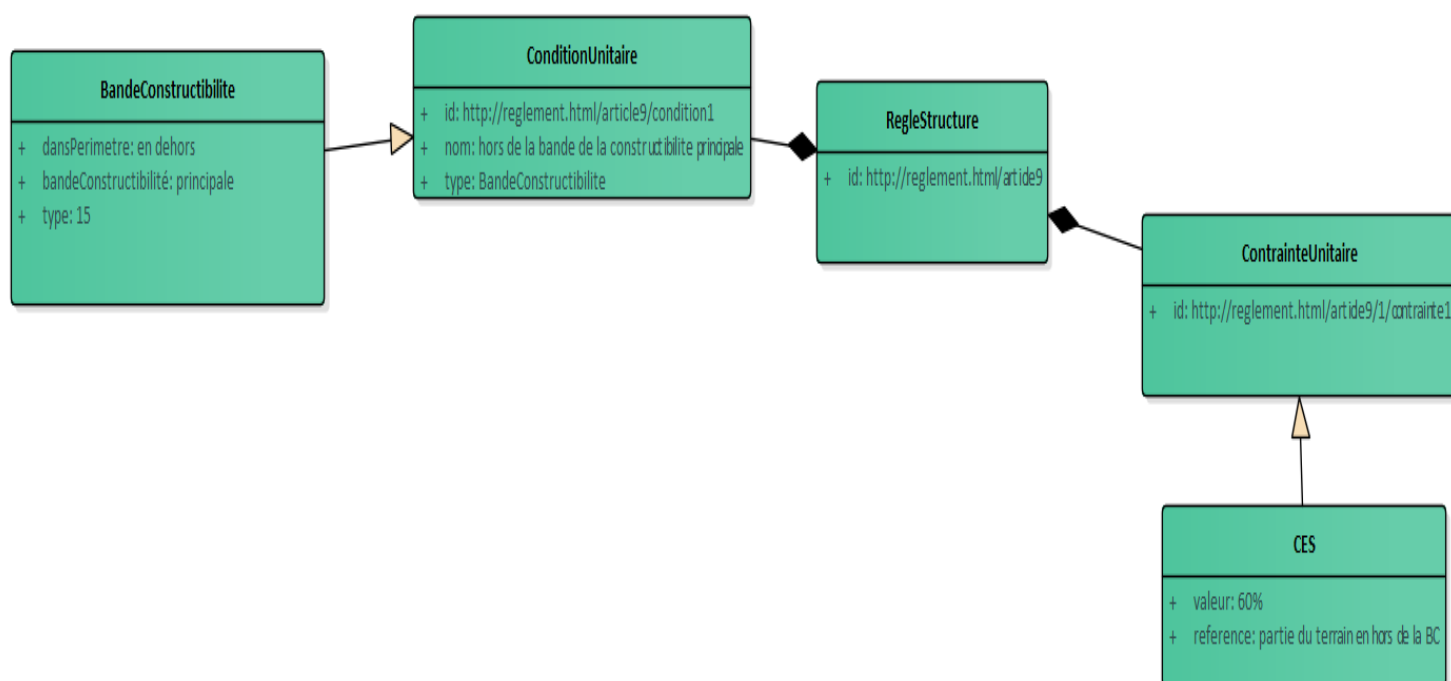 BandeConstructibilite
+ dansPerimetre: en dehors
+ bandeConstructibilité: principale
+ type: 15
ConditionUnitaire
+ id: http://reglement.html/article9/condition1
+ nom: hors de la bande de la constructibilite principale
+ type: BandeConstructibilite
RegleStructure
+ id: http://reglement.html/article9
ContrainteUnitaire
+ id: http://reglement.html/article9/1/contrainte1
CES
+ valeur: 60%
+ reference: partie du terrain en hors de la BC